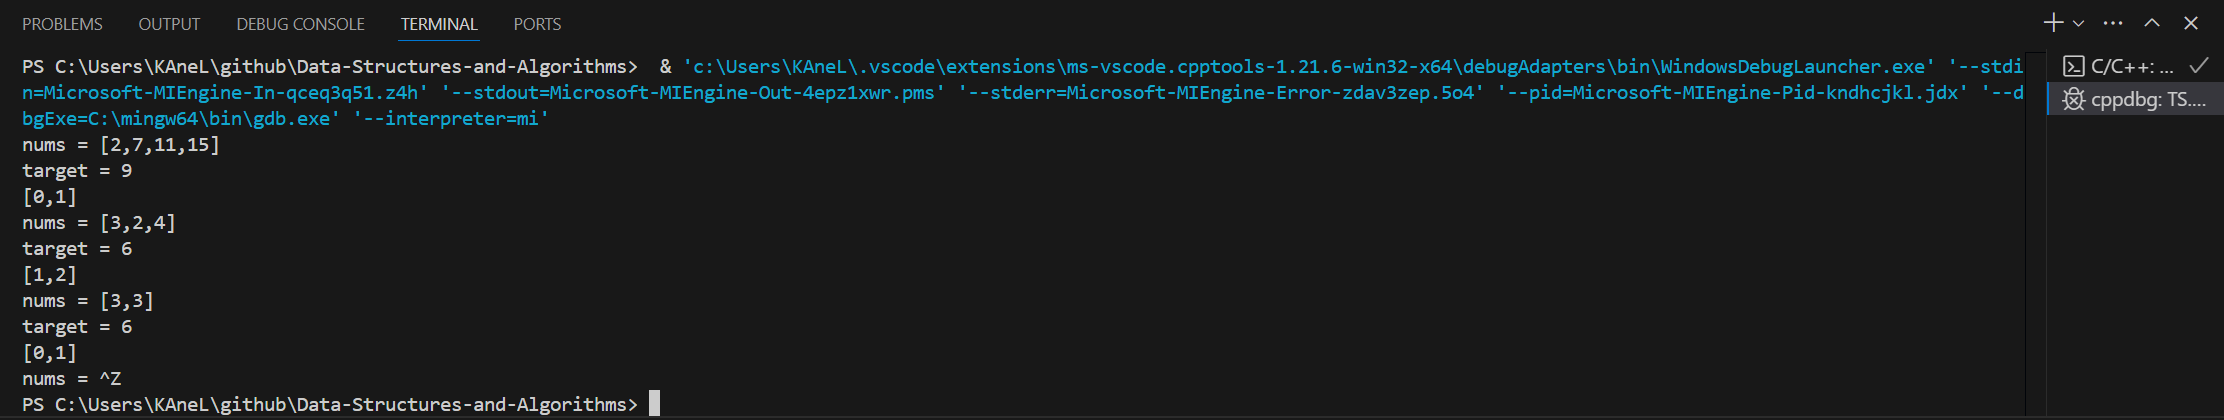 PROBLEMS OUTPUT DEBUG CONSOLE TERMINAL PORTS
PS C:\Users\KAneL\github\Data-Structures-and-Algorithms>  & 'c:\Users\KAneL\.vscode\extensions\ms-vscode.cpptools-1.21.6-win32-x64\debugAdapters\bin\WindowsDebugLauncher.exe' '--stdi
n=Microsoft-MIEngine-In-qceq3q51.z4h' '--stdout=Microsoft-MIEngine-Out-4epz1xwr.pms' '--stderr=Microsoft-MIEngine-Error-zdav3zep.5o4' '--pid=Microsoft-MIEngine-Pid-kndhcjkl.jdx' '--d
bgExe=C:\mingw64\bin\gdb.exe' '--interpreter=mi'
nums = [2,7,11,15]
target = 9
[0,1]
nums = [3,2,4]
target = 6
[1,2]
nums = [3,3]
target = 6
[0,1]
nums = ^Z
PS C:\Users\KAneL\github\Data-Structures-and-Algorithms>
C/C++: ...
cppdbg: TS....